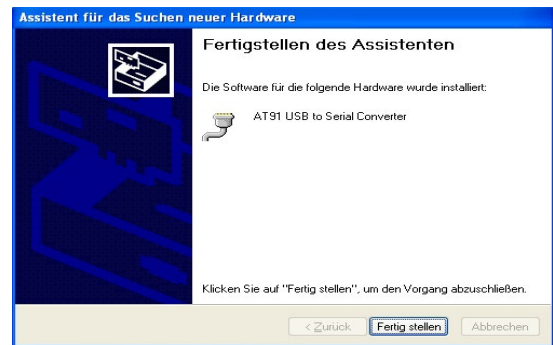 Assistent für das Suchen neuer Hardware
Fertigstellen des Assistenten
Die Software für die folgende Hardware wurde installiert:
AT91 USB to Serial Converter
Klicken Sie auf "Fertig stellen", um den Vorgang abzuschließen.
< Zurück Fertig stellen Abbrechen